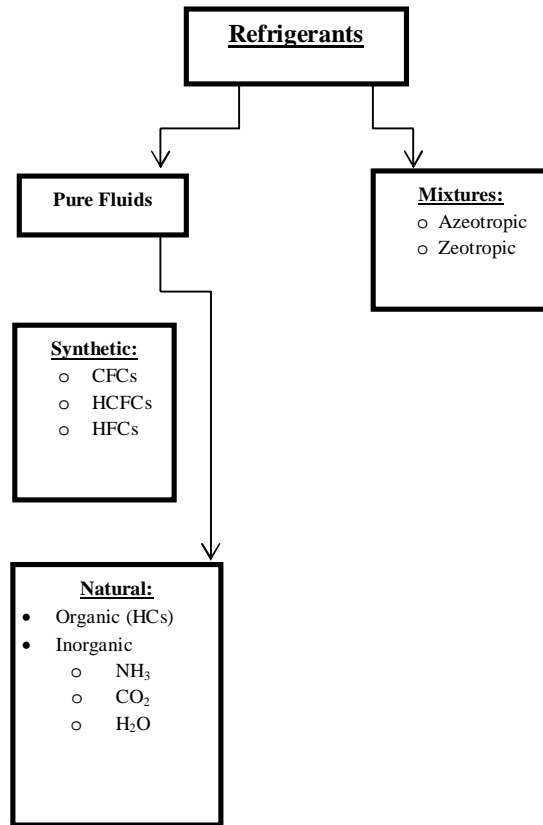 Refrigerants
Pure Fluids
Mixtures:
o Azeotropic
o Zeotropic
Synthetic:
o CFCs
o HCFCs
o HFCs
Natural:
• Organic (HCs)
• Inorganic
o NH₃
o CO₂
o H₂O